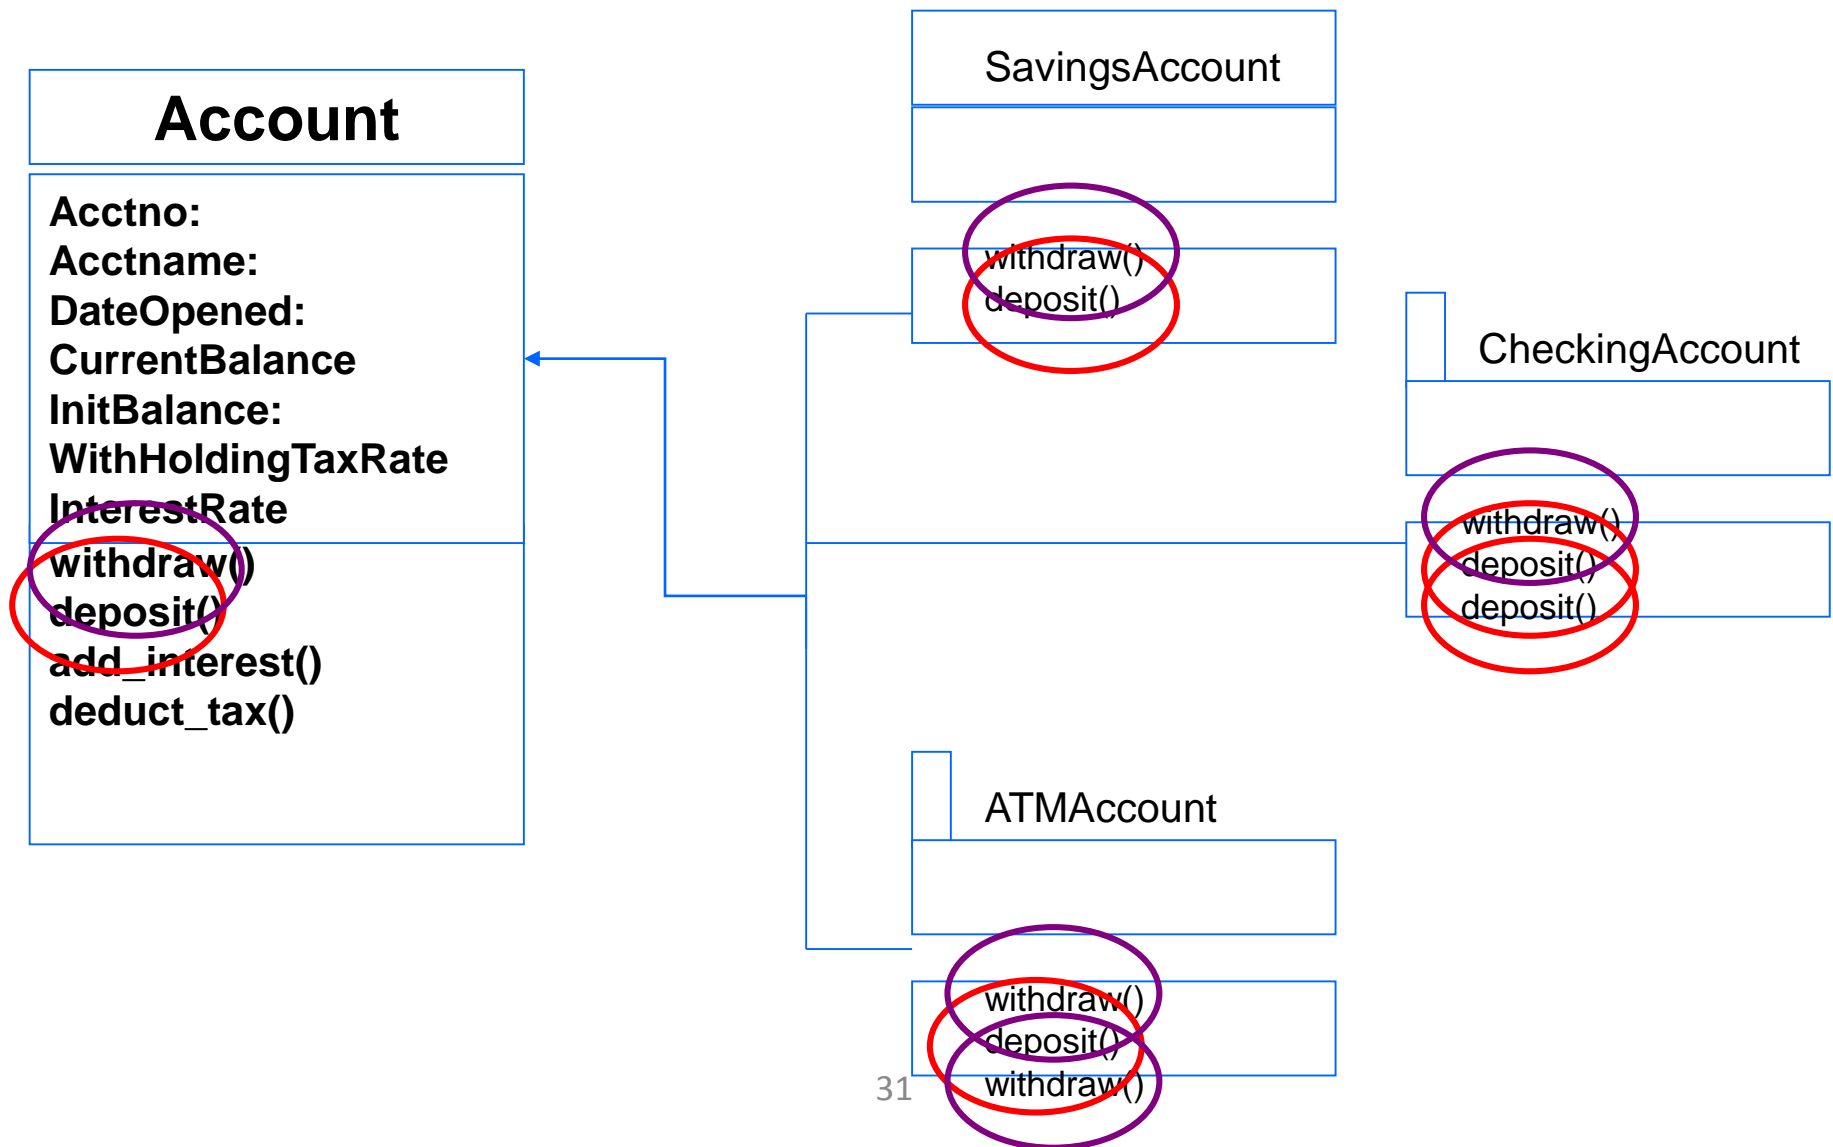 Account
Acctno:
Acctname:
DateOpened:
CurrentBalance
InitBalance:
WithHoldingTaxRate
InterestRate
withdraw()
deposit()
add_interest()
deduct_tax()
SavingsAccount
withdraw()
deposit()
CheckingAccount
withdraw()
deposit()
deposit()
ATMAccount
withdraw()
deposit()
withdraw()
31